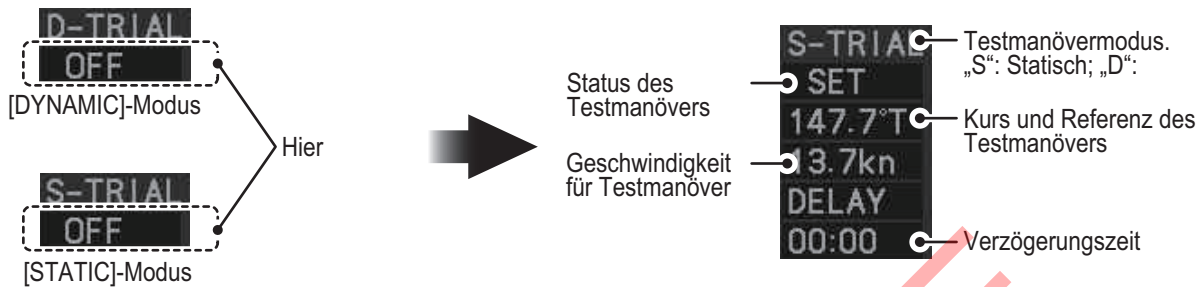 D-TRIAL
OFF
[DYNAMIC]-Modus
Hier
S-TRIAL
OFF
[STATIC]-Modus
Status des
Testmanövers
Geschwindigkeit
für Testmanöver
S-TRIAL
SET
147.7°T
13.7kn
DELAY
00:00
Testmanövermodus.
„S“: Statisch; „D“:
Kurs und Referenz des
Testmanövers
Verzögerungszeit